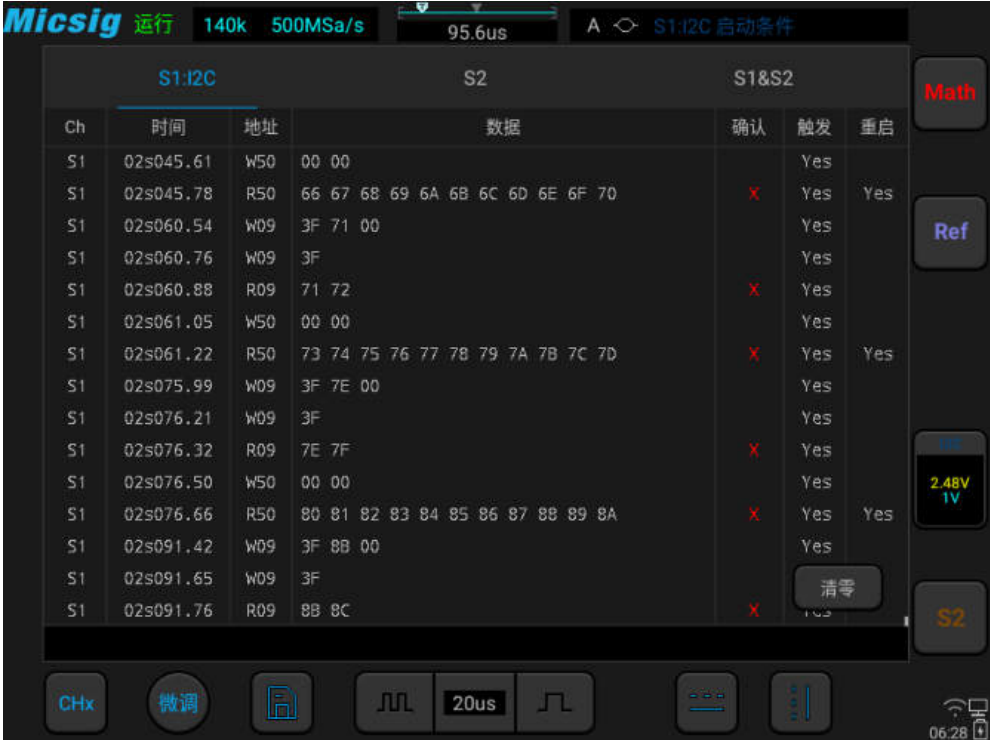 Micsig 运行 140k 500MSa/s 95.6us A S1:I2C 启动条件
S1:I2C S2 S1&S2
Ch 时间 地址 数据 确认 触发 重启
S1 02s045.61 W50 00 00 Yes
S1 02s045.78 R50 66 67 68 69 6A 6B 6C 6D 6E 6F 70 X Yes Yes
S1 02s060.54 W09 3F 71 00 Yes
S1 02s060.76 W09 3F Yes
S1 02s060.88 R09 71 72 X Yes
S1 02s061.05 W50 00 00 Yes
S1 02s061.22 R50 73 74 75 76 77 78 79 7A 7B 7C 7D X Yes Yes
S1 02s075.99 W09 3F 7E 00 Yes
S1 02s076.21 W09 3F Yes
S1 02s076.32 R09 7E 7F X Yes
S1 02s076.50 W50 00 00 Yes
S1 02s076.66 R50 80 81 82 83 84 85 86 87 88 89 8A X Yes Yes
S1 02s091.42 W09 3F 8B 00 Yes
S1 02s091.65 W09 3F
S1 02s091.76 R09 8B 8C X
清零
Math
Ref
2.48V
1V
S2
CHx 微调 20us
06:28